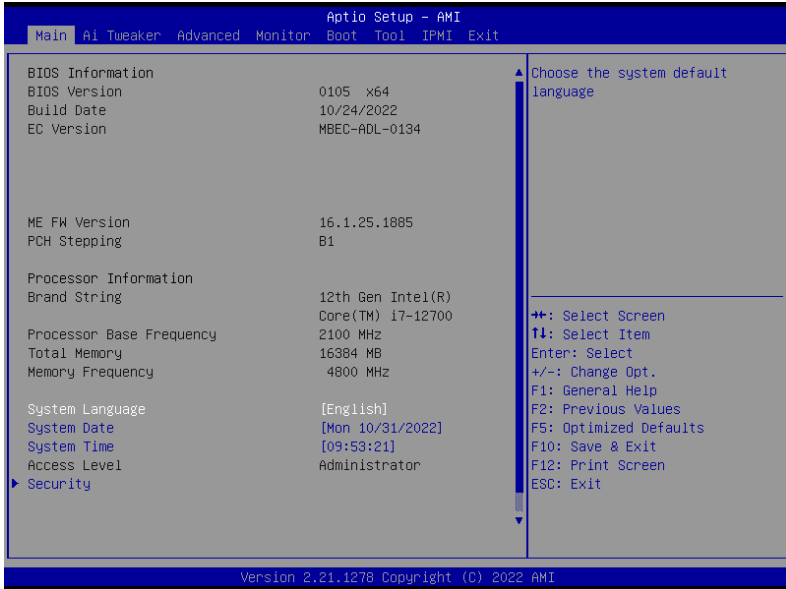 Aptio Setup – AMI
Main Ai Tweaker Advanced Monitor Boot Tool IPMI Exit
BIOS Information
BIOS Version 0105 x64
Build Date 10/24/2022
EC Version MBEC-ADL-0134
ME FW Version 16.1.25.1885
PCH Stepping B1
Processor Information
Brand String 12th Gen Intel(R)
Core(TM) i7-12700
Processor Base Frequency 2100 MHz
Total Memory 16384 MB
Memory Frequency 4800 MHz
System Language [English]
System Date [Mon 10/31/2022]
System Time [09:53:21]
Access Level Administrator
Security
Choose the system default
language
→←: Select Screen
↑↓: Select Item
Enter: Select
+/-: Change Opt.
F1: General Help
F2: Previous Values
F5: Optimized Defaults
F10: Save & Exit
F12: Print Screen
ESC: Exit
Version 2.21.1278 Copyright (C) 2022 AMI